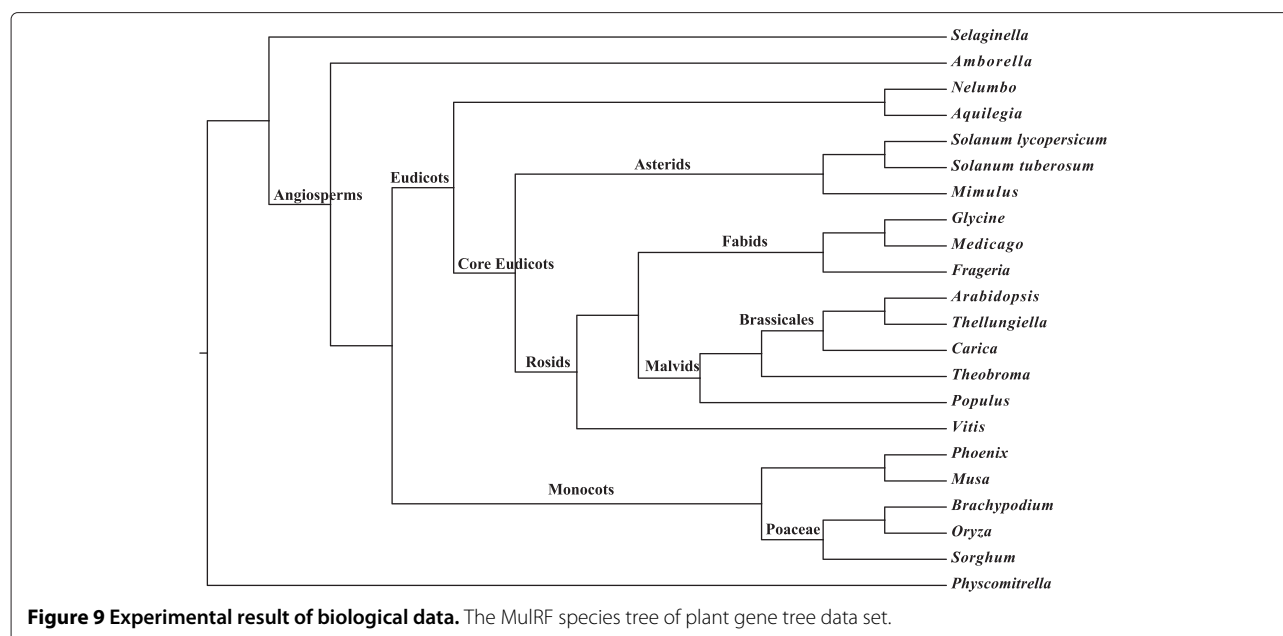 Selaginella
Amborella
Nelumbo
Aquilegia
Solanum lycopersicum
Solanum tuberosum
Mimulus
Glycine
Medicago
Frageria
Arabidopsis
Thellungiella
Carica
Theobroma
Populus
Vitis
Phoenix
Musa
Brachypodium
Oryza
Sorghum
Physcomitrella
Angiosperms
Eudicots
Asterids
Core Eudicots
Fabids
Brassicales
Rosids
Malvids
Monocots
Poaceae
Figure 9 Experimental result of biological data. The MulRF species tree of plant gene tree data set.